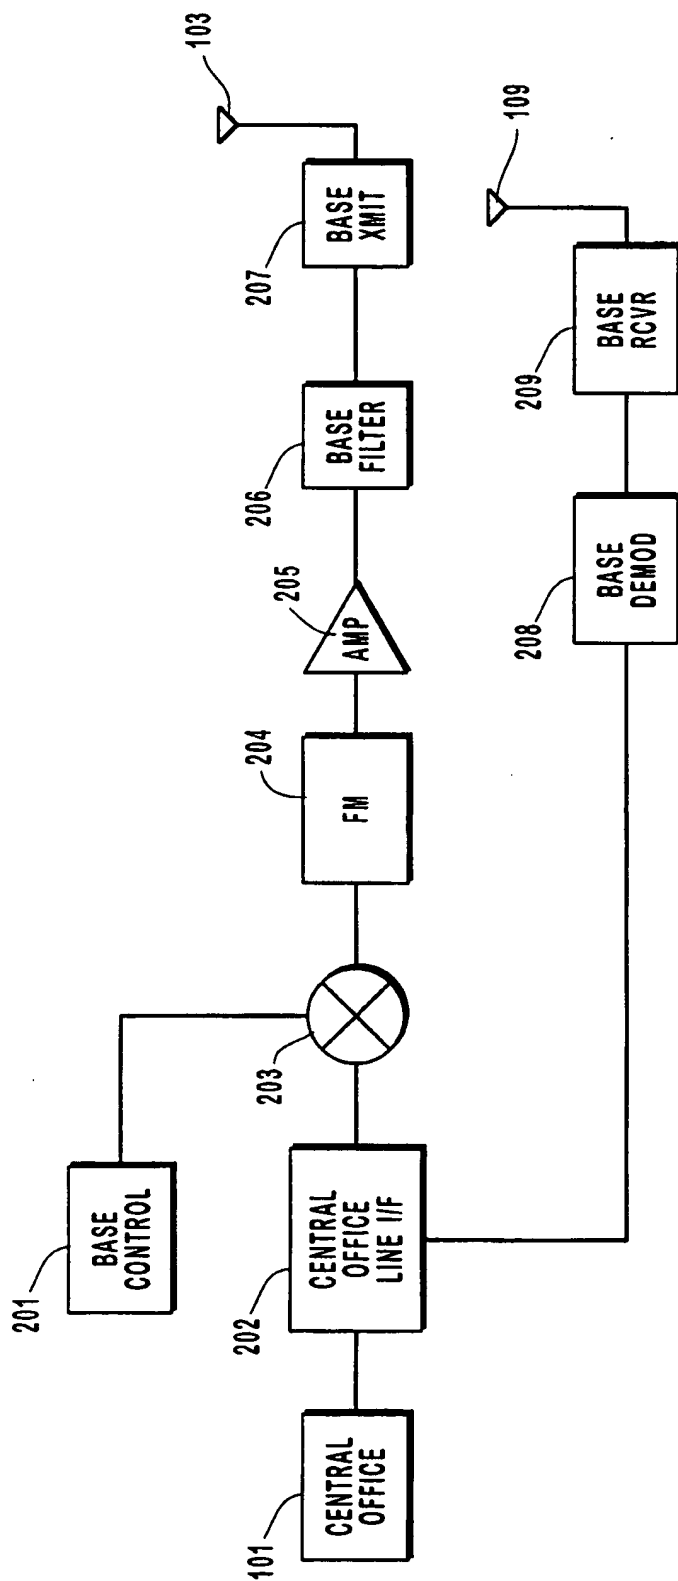 103
BASE
XMIT
207
109
BASE
RCVR
209
BASE
FILTER
206
BASE
DEMOD
208
AMP
205
FM
204
203
BASE
CONTROL
201
CENTRAL
OFFICE
LINE I/F
202
CENTRAL
OFFICE
101